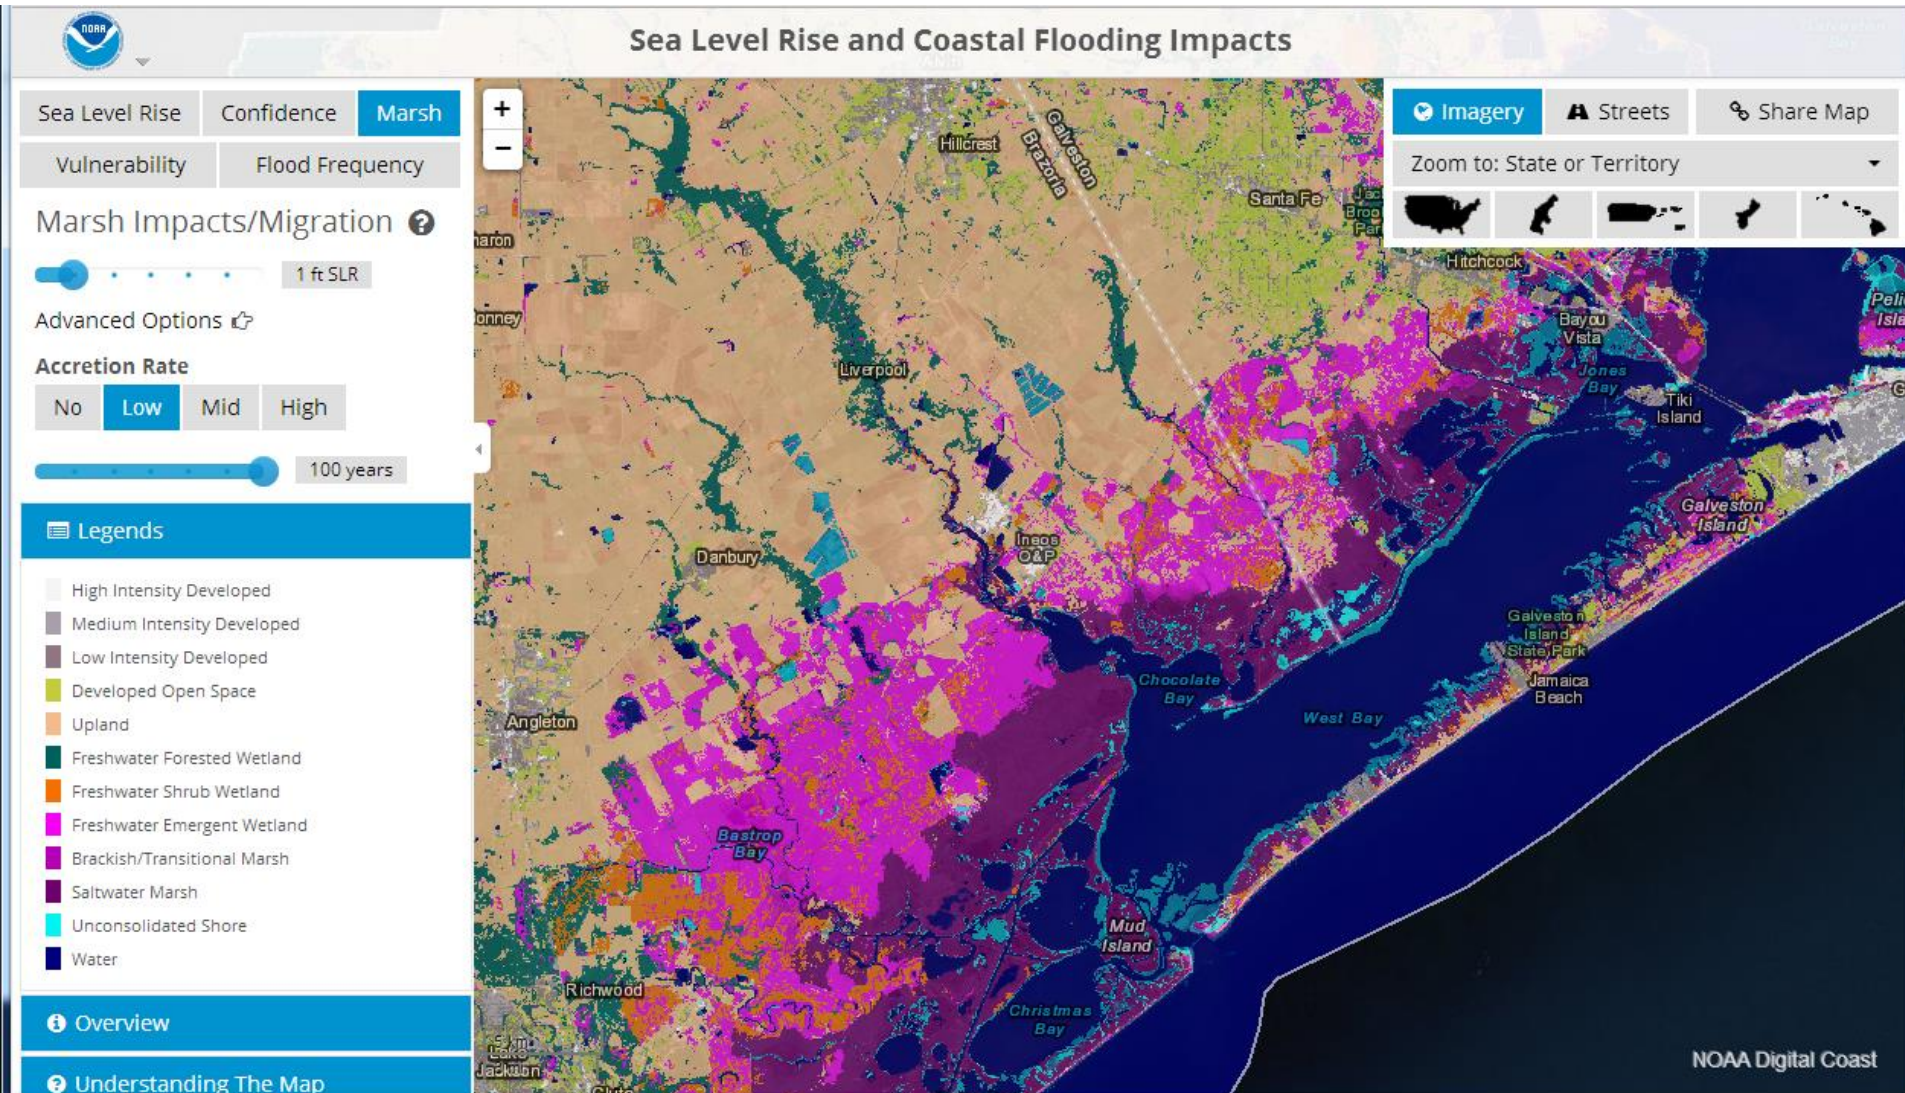 NOAA
Sea Level Rise and Coastal Flooding Impacts
Sea Level Rise
Confidence
Marsh
Vulnerability
Flood Frequency
Marsh Impacts/Migration
1 ft SLR
Advanced Options
Accretion Rate
No
Low
Mid
High
100 years
Legends
High Intensity Developed
Medium Intensity Developed
Low Intensity Developed
Developed Open Space
Upland
Freshwater Forested Wetland
Freshwater Shrub Wetland
Freshwater Emergent Wetland
Brackish/Transitional Marsh
Saltwater Marsh
Unconsolidated Shore
Water
Overview
Understanding The Map
+
−
Imagery
Streets
Share Map
Zoom to: State or Territory
Hillcrest
Galveston
Brazoria
Santa Fe
haron
Hitchcock
onney
Bayou
Vista
Liverpool
Jones
Bay
Tiki
Island
Galveston
Island
Ineos
O&P
Danbury
Galveston
Island
State Park
Jamaica
Beach
Chocolate
Bay
West Bay
Angleton
Bastrop
Bay
Mud
Island
Richwood
Christmas
Bay
Jackson
NOAA Digital Coast